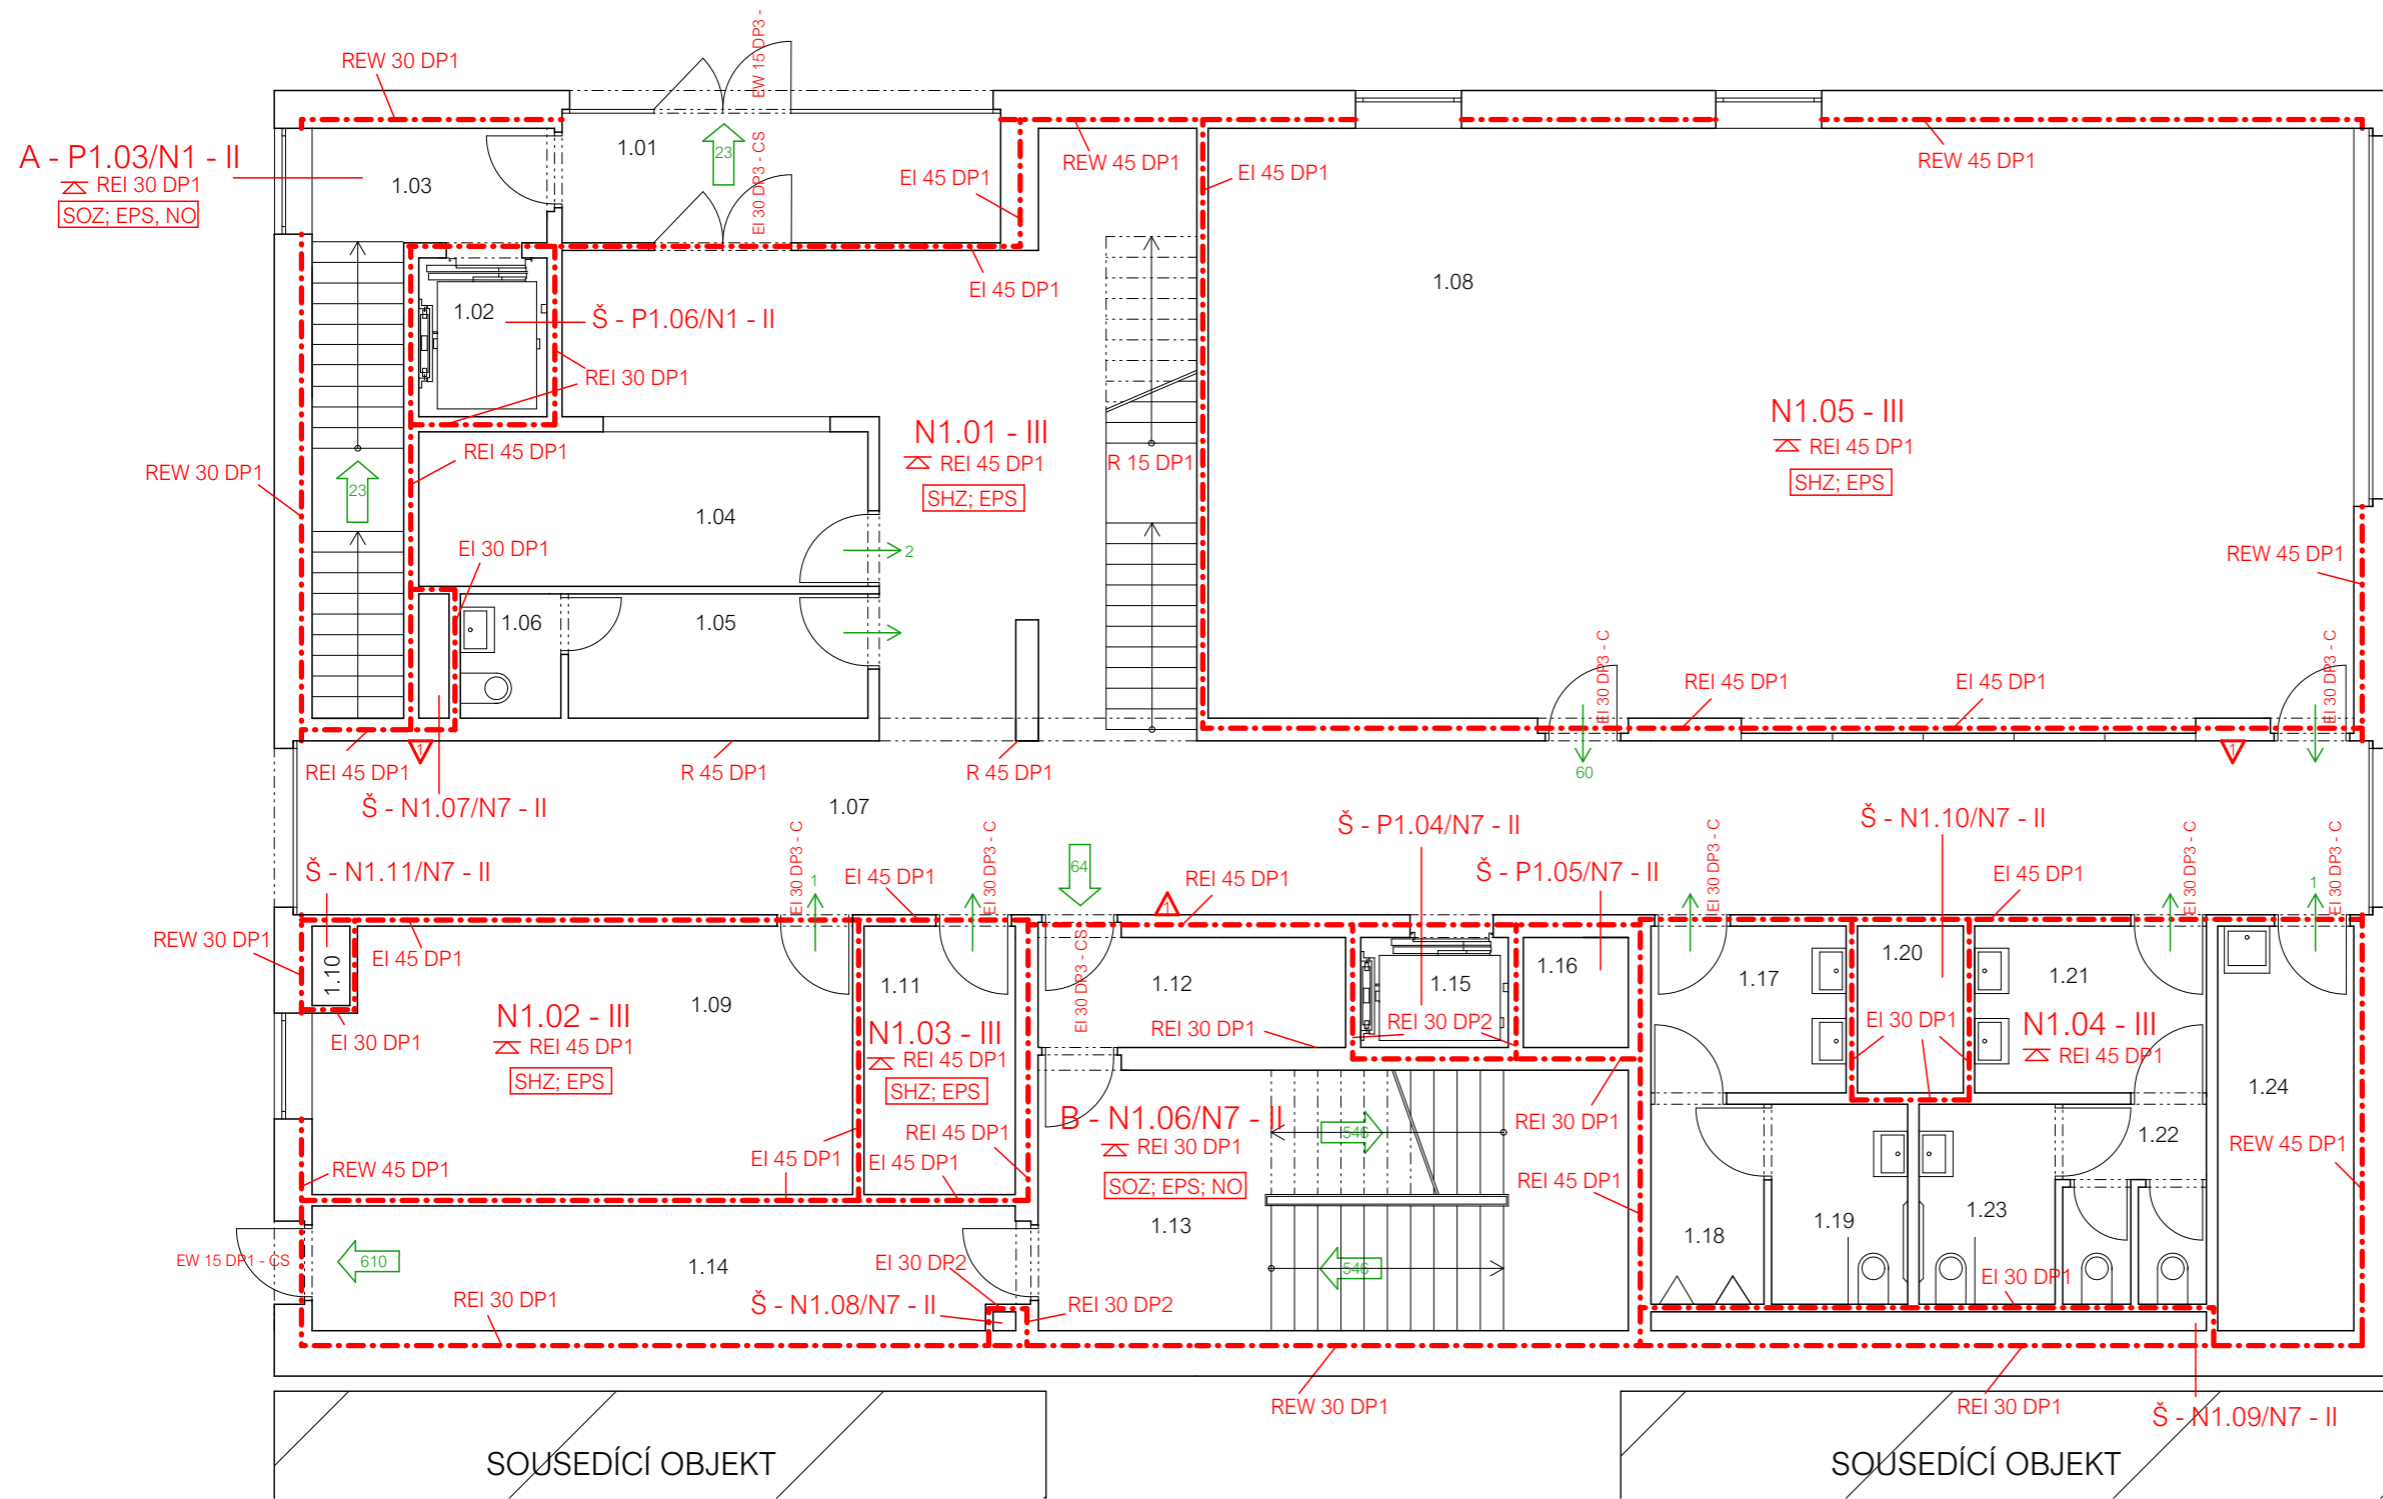 REW 30 DP1
EW 15 DP3 -
A - P1.03/N1 - II
REI 30 DP1
SOZ; EPS, NO
1.03
1.01
23
EI 30 DP3 - CS
EI 45 DP1
REW 45 DP1
EI 45 DP1
REW 45 DP1
EI 45 DP1
1.08
1.02
Š - P1.06/N1 - II
REI 30 DP1
REI 45 DP1
REW 30 DP1
23
N1.01 - III
REI 45 DP1
SHZ; EPS
R 15 DP1
N1.05 - III
REI 45 DP1
SHZ; EPS
1.04
2
EI 30 DP1
1.06
1.05
REW 45 DP1
EI 30 DP3 - C
REI 45 DP1
EI 45 DP1
EI 30 DP3 - C
1
1
60
REI 45 DP1
R 45 DP1
R 45 DP1
Š - N1.07/N7 - II
1.07
Š - P1.04/N7 - II
Š - N1.10/N7 - II
Š - N1.11/N7 - II
EI 30 DP3 - C
1
EI 45 DP1
EI 30 DP3 - C
64
REI 45 DP1
1
Š - P1.05/N7 - II
EI 30 DP3 - C
EI 45 DP1
EI 30 DP3 - C
1
EI 30 DP3 - C
REW 30 DP1
1.10
EI 45 DP1
1.09
1.11
EI 30 DP3 - CS
1.12
1.15
1.16
1.17
1.20
1.21
N1.02 - III
REI 45 DP1
SHZ; EPS
EI 30 DP1
N1.03 - III
REI 45 DP1
SHZ; EPS
REI 30 DP1
REI 30 DP2
EI 30 DP1
N1.04 - III
REI 45 DP1
1.24
B - N1.06/N7 - II
REI 30 DP1
SOZ; EPS; NO
546
REI 30 DP1
REI 45 DP1
EI 45 DP1
EI 45 DP1
REW 45 DP1
REI 45 DP1
1.22
REW 45 DP1
1.13
1.18
1.19
1.23
EW 15 DP1 - CS
610
1.14
EI 30 DP2
546
EI 30 DP1
REI 30 DP1
Š - N1.08/N7 - II
REI 30 DP2
REW 30 DP1
REI 30 DP1
Š - N1.09/N7 - II
SOUSEDÍCÍ OBJEKT
SOUSEDÍCÍ OBJEKT